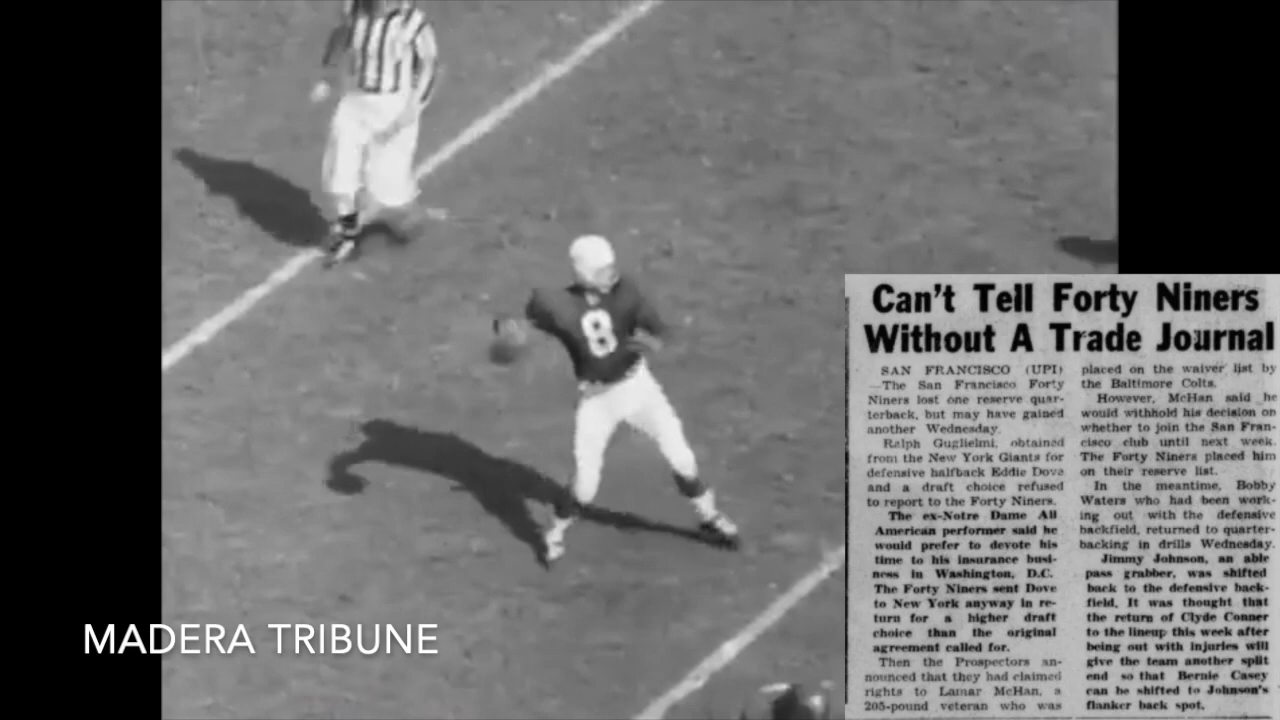 8
Can't Tell Forty Niners
Without A Trade Journal
SAN FRANCISCO (UPI)
—The San Francisco Forty
Niners lost one reserve quar-
terback, but may have gained
another Wednesday.
Ralph Guglielmi, obtained
from the New York Giants for
defensive halfback Eddie Dove
and a draft choice refused
to report to the Forty Niners.
The ex-Notre Dame All
American performer said he
would prefer to devote his
time to his insurance busi-
ness in Washington, D.C.
The Forty Niners sent Dove
to New York anyway in re-
turn for a higher draft
choice than the original
agreement called for.
Then the Prospectors an-
nounced that they had claimed
rights to Lamar McHan, a
205-pound veteran who was
placed on the waiver list by
the Baltimore Colts.
However, McHan said he
would withhold his decision on
whether to join the San Fran-
cisco club until next week.
The Forty Niners placed him
on their reserve list.
In the meantime, Bobby
Waters who had been work-
ing out with the defensive
backfield, returned to quarter-
backing in drills Wednesday.
Jimmy Johnson, an able
pass grabber, was shifted
back to the defensive back-
field. It was thought that
the return of Clyde Conner
to the lineup this week after
being out with injuries will
give the team another split
end so that Bernie Casey
can be shifted to Johnson's
flanker back spot.
MADERA TRIBUNE